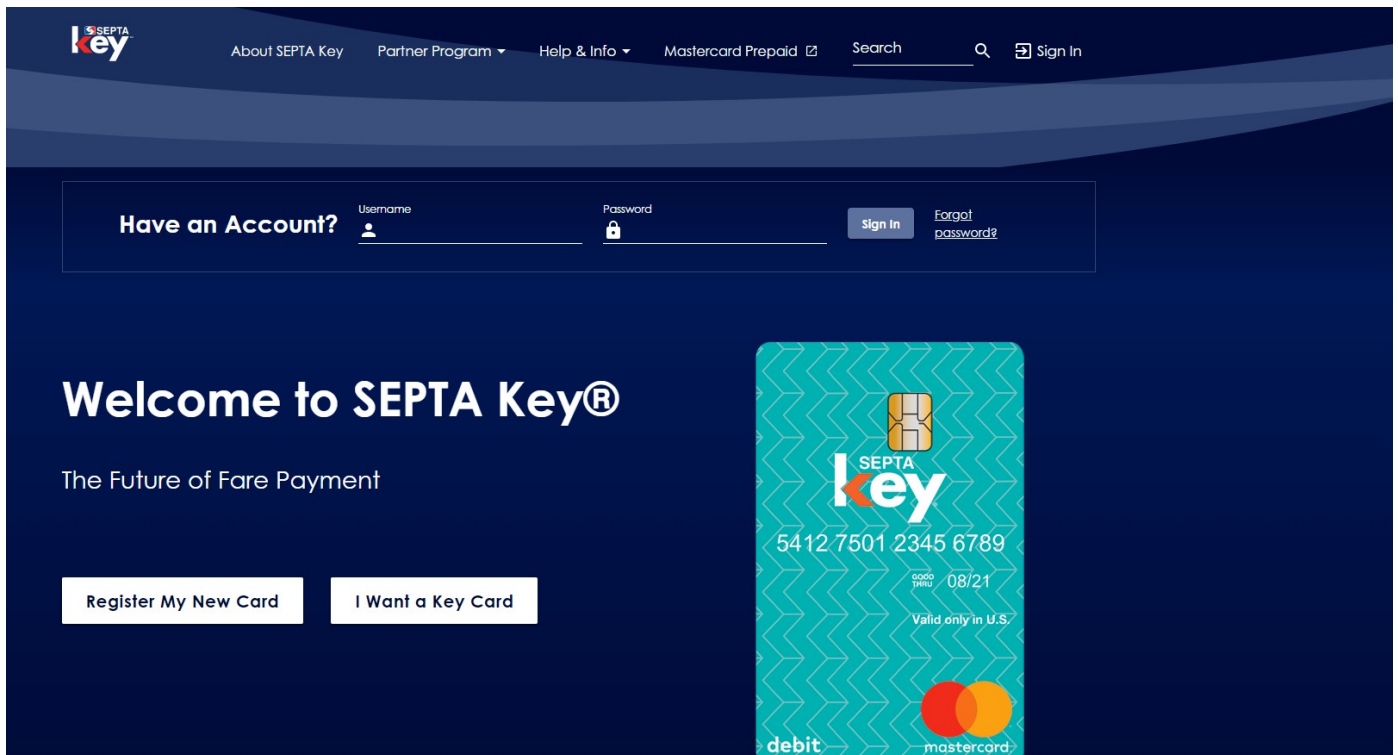 SEPTA
key
About SEPTA Key Partner Program Help & Info Mastercard Prepaid Search Sign In
Have an Account?
Username
Password
Sign In
Forgot
password?
Welcome to SEPTA Key®
The Future of Fare Payment
Register My New Card I Want a Key Card
SEPTA
key
5412 7501 2345 6789
GOOD
THRU 08/21
Valid only in U.S.
debit mastercard